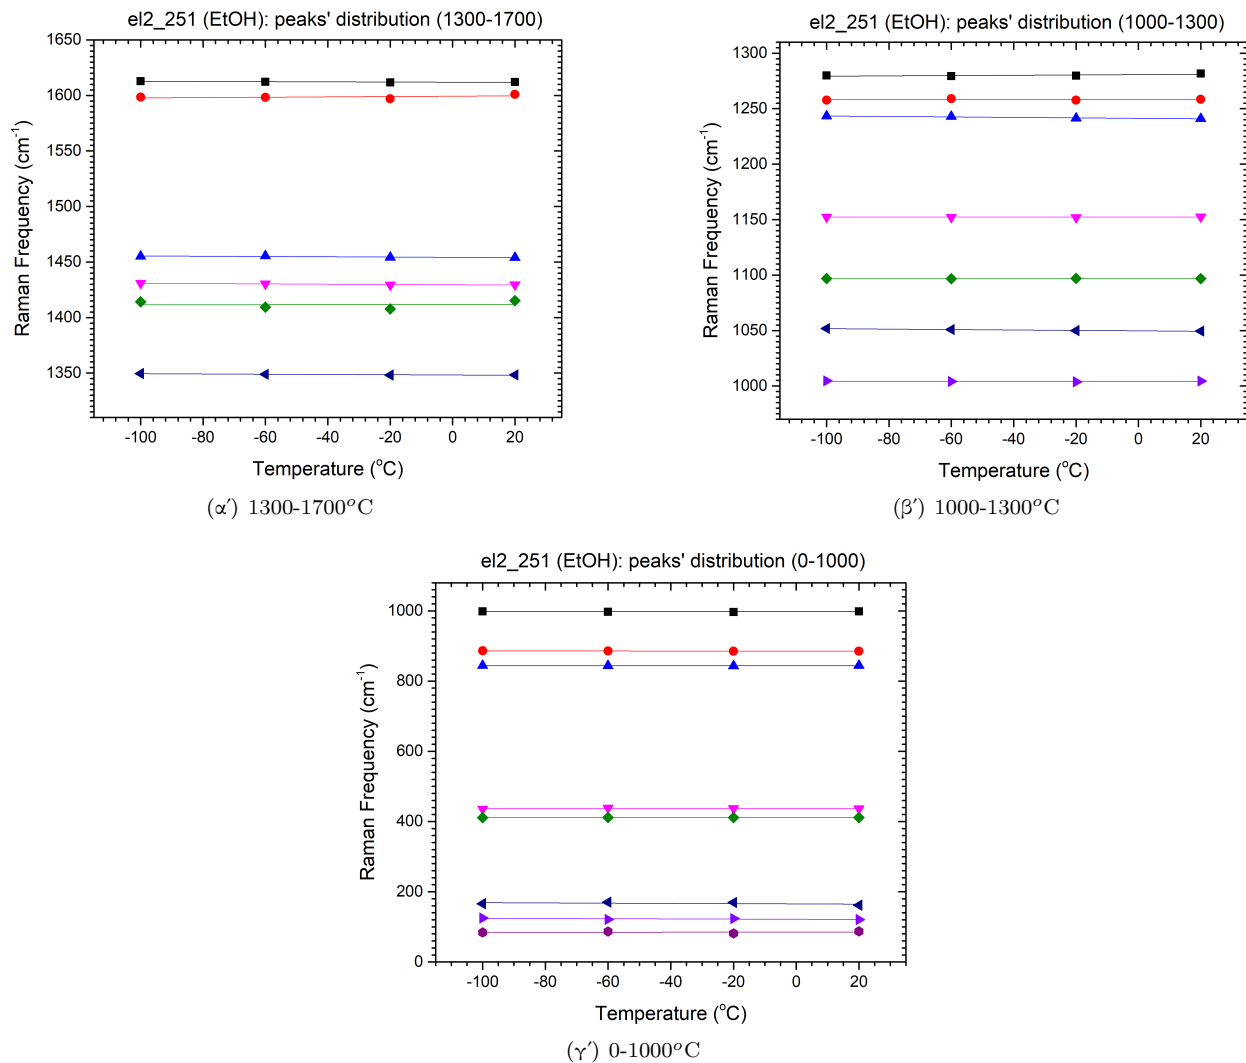 el2_251 (EtOH): peaks' distribution (1300-1700)
1650
1600
1550
1500
1450
1400
1350
Raman Frequency (cm⁻¹)
-100 -80 -60 -40 -20 0 20
Temperature (°C)
(α′) 1300-1700°C
el2_251 (EtOH): peaks' distribution (1000-1300)
1300
1250
1200
1150
1100
1050
1000
Raman Frequency (cm⁻¹)
-100 -80 -60 -40 -20 0 20
Temperature (°C)
(β′) 1000-1300°C
el2_251 (EtOH): peaks' distribution (0-1000)
1000
800
600
400
200
0
Raman Frequency (cm⁻¹)
-100 -80 -60 -40 -20 0 20
Temperature (°C)
(γ′) 0-1000°C